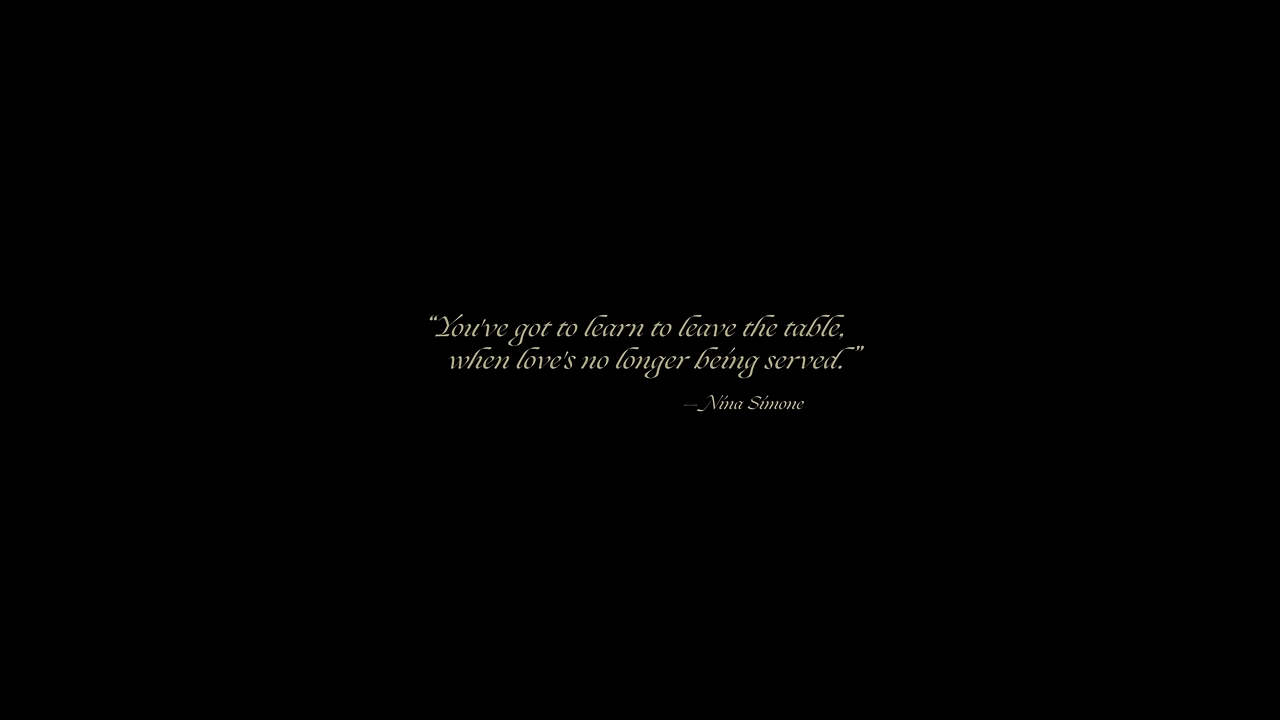 “You've got to learn to leave the table,
when love's no longer being served.”
— Nina Simone